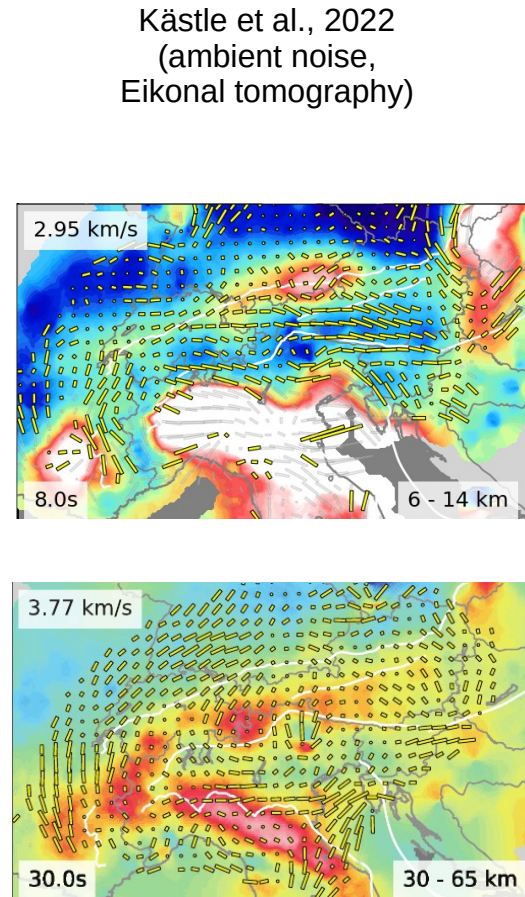 Kästle et al., 2022
(ambient noise,
Eikonal tomography)
2.95 km/s
8.0s
6 - 14 km
3.77 km/s
30.0s
30 - 65 km